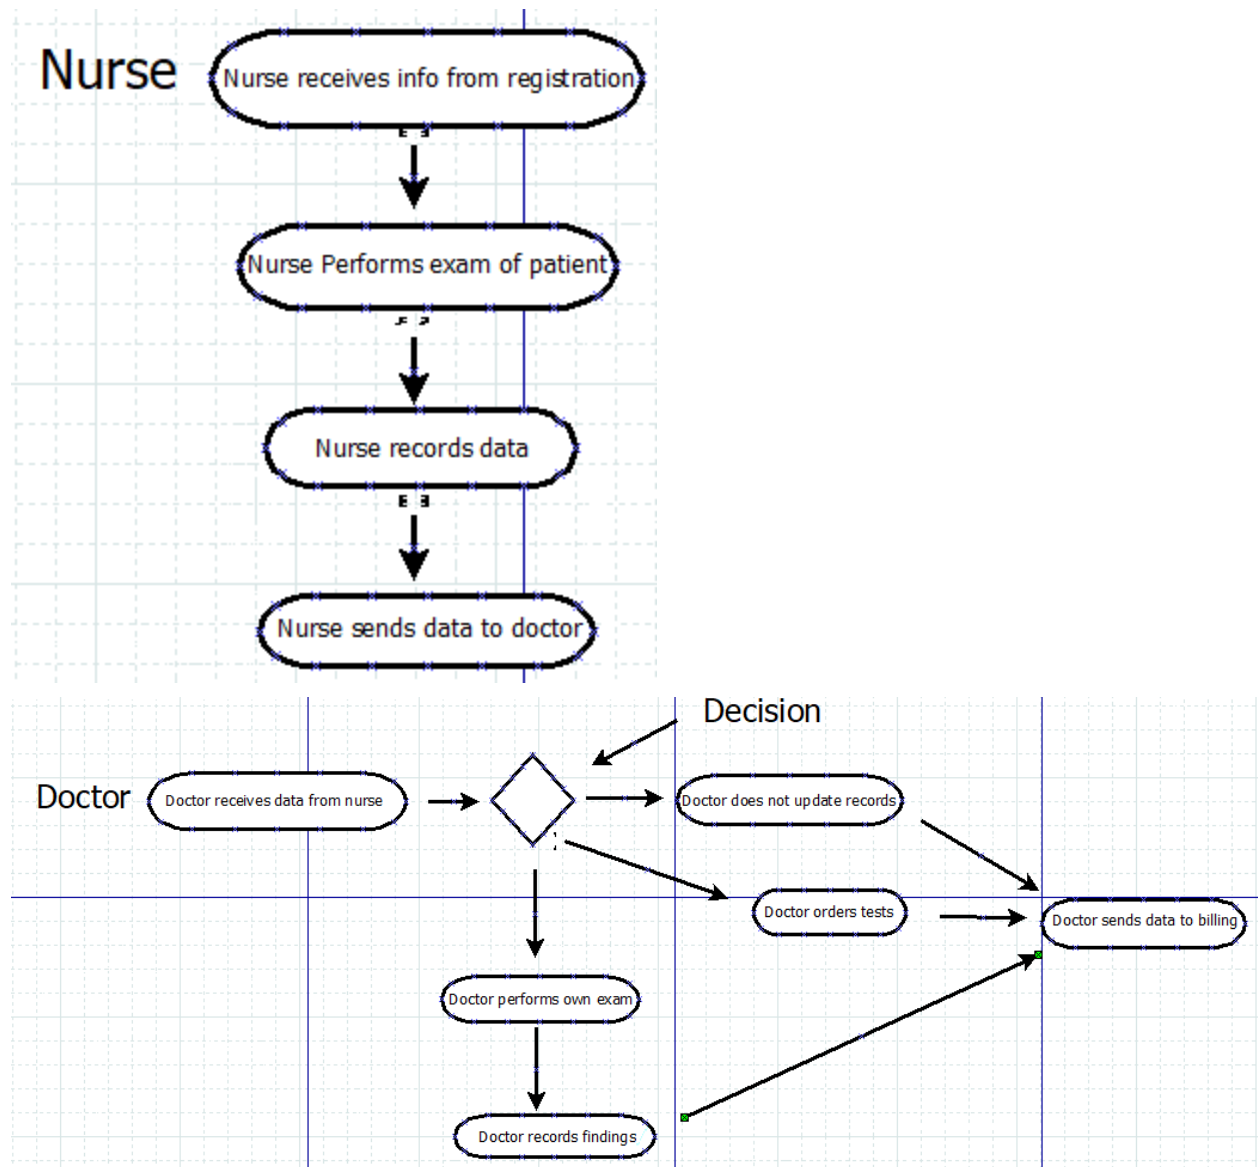 Nurse
Nurse receives info from registration
Nurse Performs exam of patient
Nurse records data
Nurse sends data to doctor
Decision
Doctor
Doctor receives data from nurse
Doctor does not update records
Doctor orders tests
Doctor sends data to billing
Doctor performs own exam
Doctor records findings